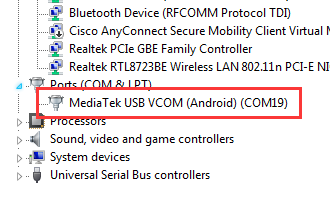 Bluetooth Device (RFCOMM Protocol TDI)
Cisco AnyConnect Secure Mobility Client Virtual
Realtek PCIe GBE Family Controller
Realtek RTL8723BE Wireless LAN 802.11n PCI-E
Ports (COM & LPT)
MediaTek USB VCOM (Android) (COM19)
Processors
Sound, video and game controllers
System devices
Universal Serial Bus controllers